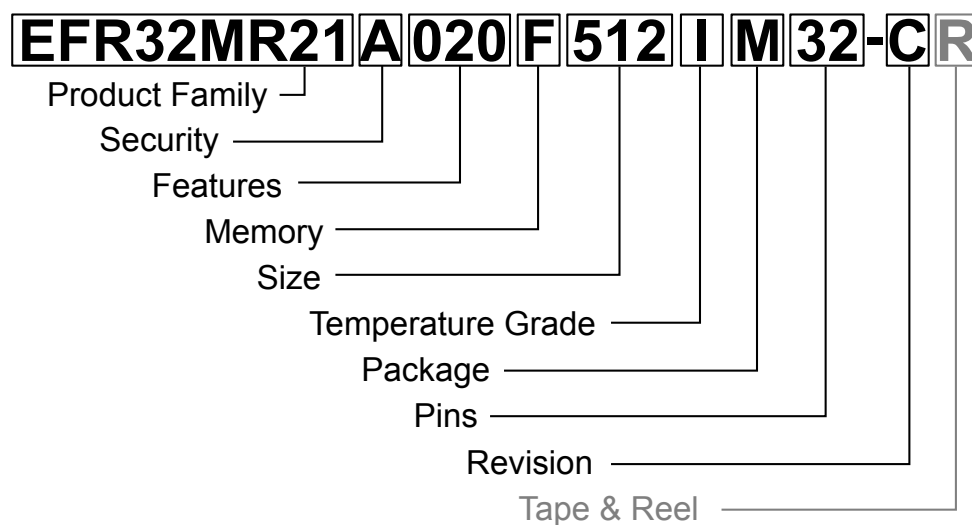 EFR32MR21A020F512IM32-CR
Product Family
Security
Features
Memory
Size
Temperature Grade
Package
Pins
Revision
Tape & Reel